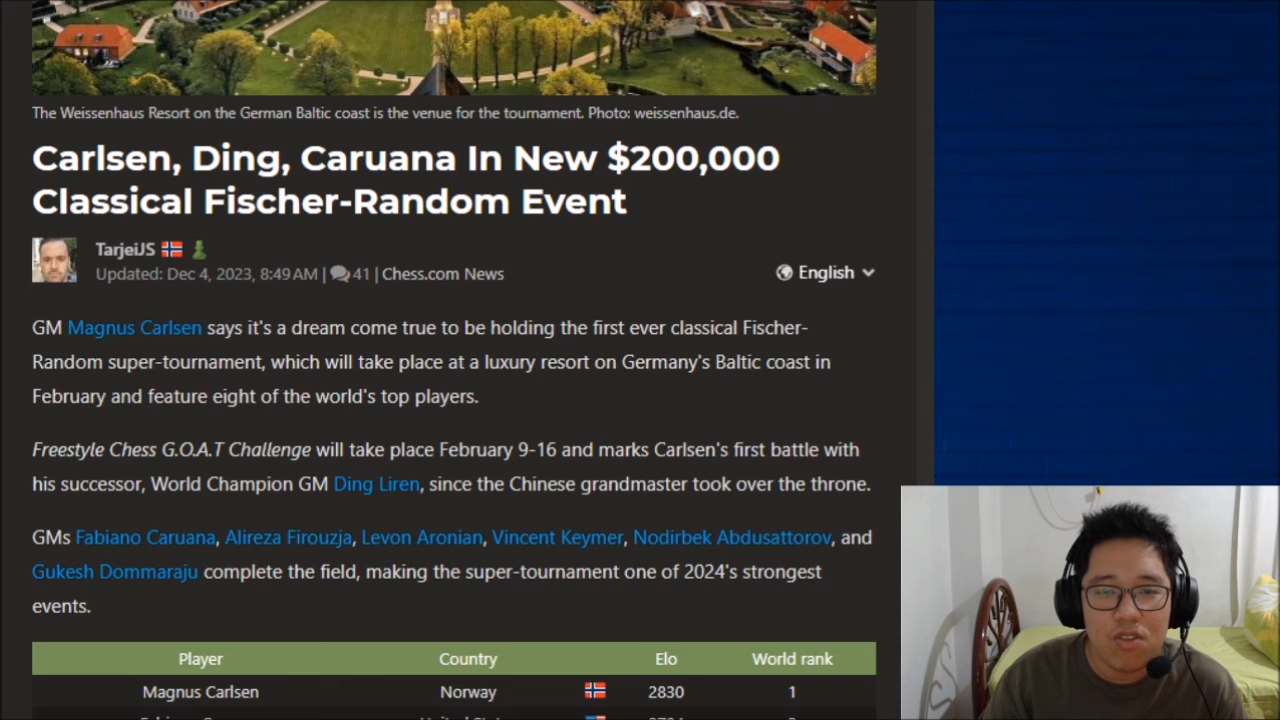 The Weissenhaus Resort on the German Baltic coast is the venue for the tournament. Photo: weissenhaus.de.
Carlsen, Ding, Caruana In New $200,000
Classical Fischer-Random Event
TarjeiJS
Updated: Dec 4, 2023, 8:49 AM | 41 | Chess.com News
English
GM Magnus Carlsen says it's a dream come true to be holding the first ever classical Fischer-
Random super-tournament, which will take place at a luxury resort on Germany's Baltic coast in
February and feature eight of the world's top players.
Freestyle Chess G.O.A.T Challenge will take place February 9-16 and marks Carlsen's first battle with
his successor, World Champion GM Ding Liren, since the Chinese grandmaster took over the throne.
GMs Fabiano Caruana, Alireza Firouzja, Levon Aronian, Vincent Keymer, Nodirbek Abdusattorov, and
Gukesh Dommaraju complete the field, making the super-tournament one of 2024's strongest
events.
Player Country Elo World rank
Magnus Carlsen Norway 2830 1